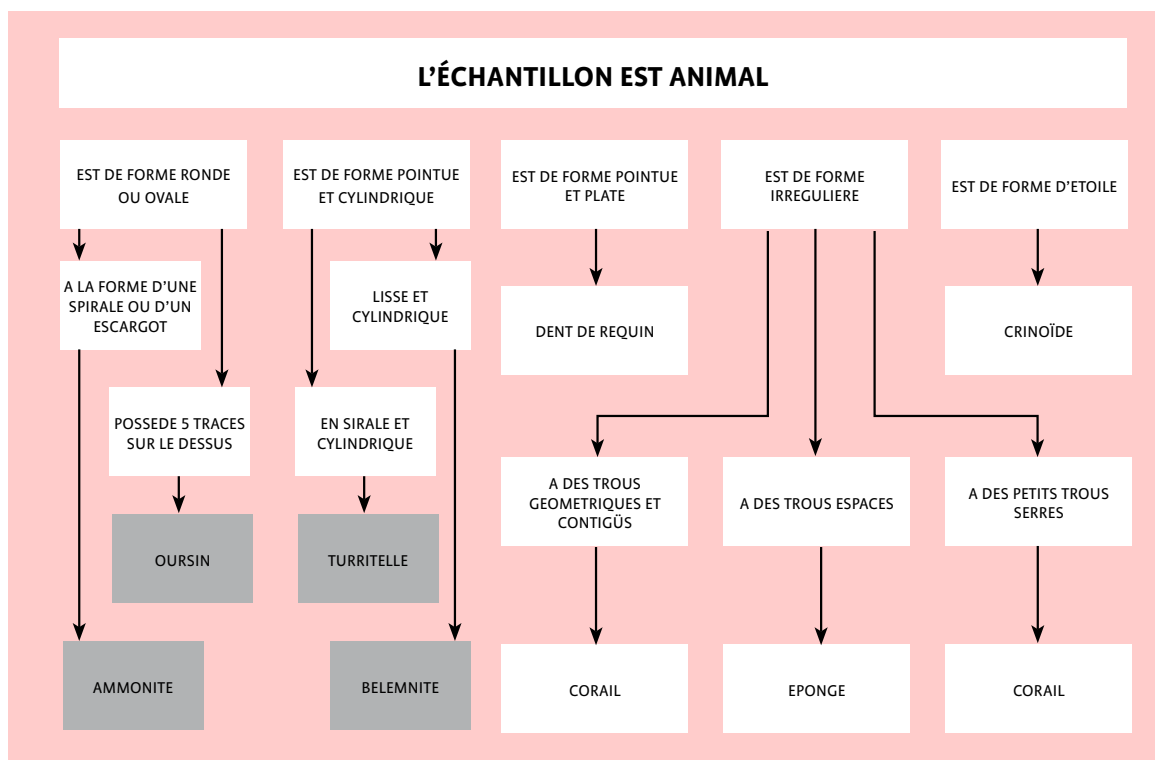 L'ÉCHANTILLON EST ANIMAL
EST DE FORME RONDE
OU OVALE
EST DE FORME POINTUE
ET CYLINDRIQUE
EST DE FORME POINTUE
ET PLATE
EST DE FORME
IRREGULIERE
EST DE FORME D'ETOILE
A LA FORME D'UNE
SPIRALE OU D'UN
ESCARGOT
LISSE ET
CYLINDRIQUE
DENT DE REQUIN
CRINOÏDE
POSSEDE 5 TRACES
SUR LE DESSUS
EN SIRALE ET
CYLINDRIQUE
A DES TROUS
GEOMETRIQUES ET
CONTIGÜS
A DES TROUS ESPACES
A DES PETITS TROUS
SERRES
OURSIN
TURRITELLE
AMMONITE
BELEMNITE
CORAIL
EPONGE
CORAIL